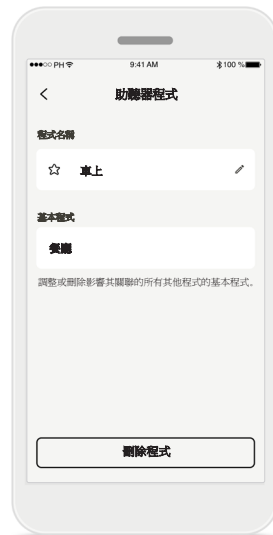 ●●●○○ PH 9:41 AM 100 %
助聽器程式
程式名稱
車上
基本程式
餐廳
調整或刪除影響其關聯的所有其他程式的基本程式。
刪除程式